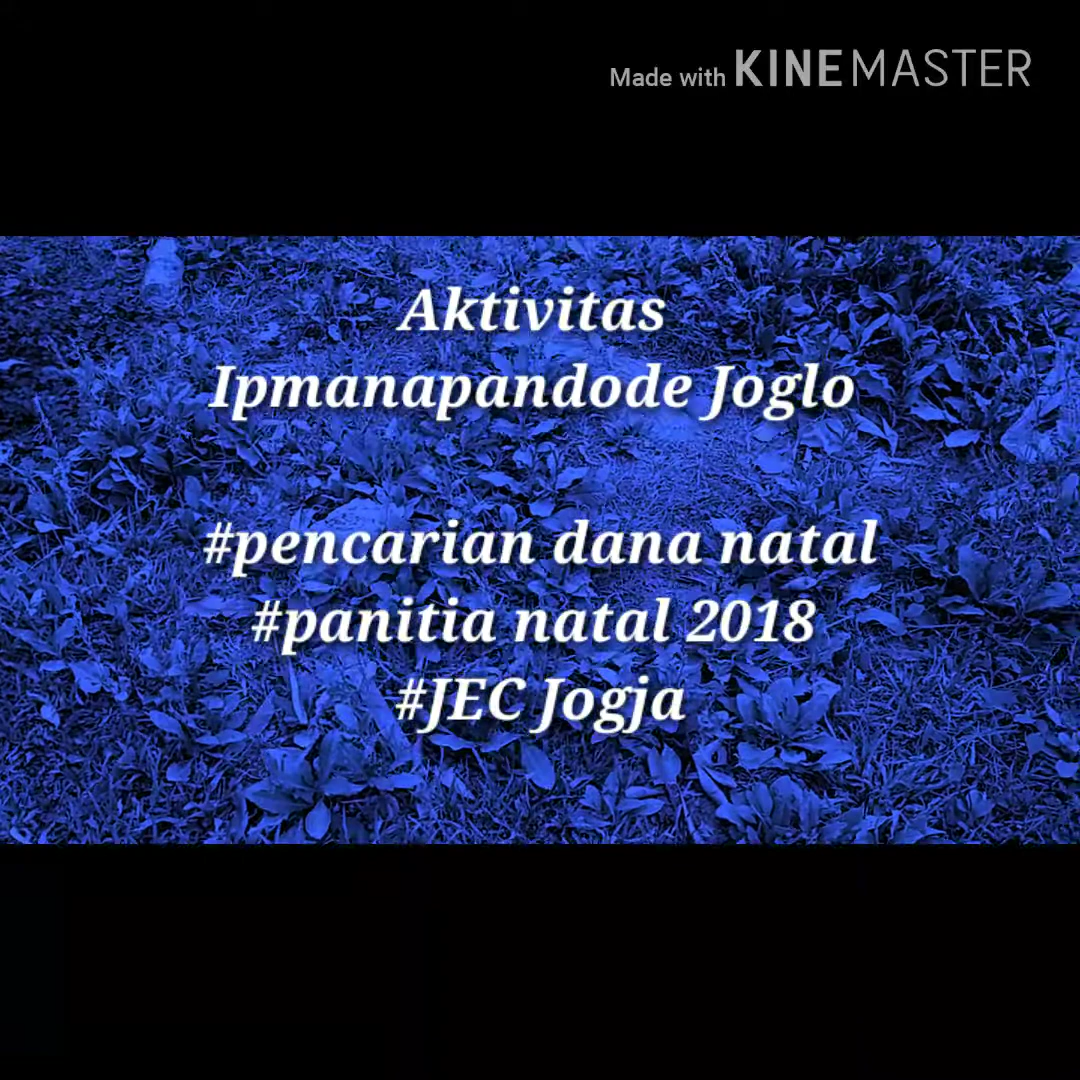 Made with KINEMASTER
Aktivitas
Ipmanapandode Joglo
#pencarian dana natal
#panitia natal 2018
#JEC Jogja